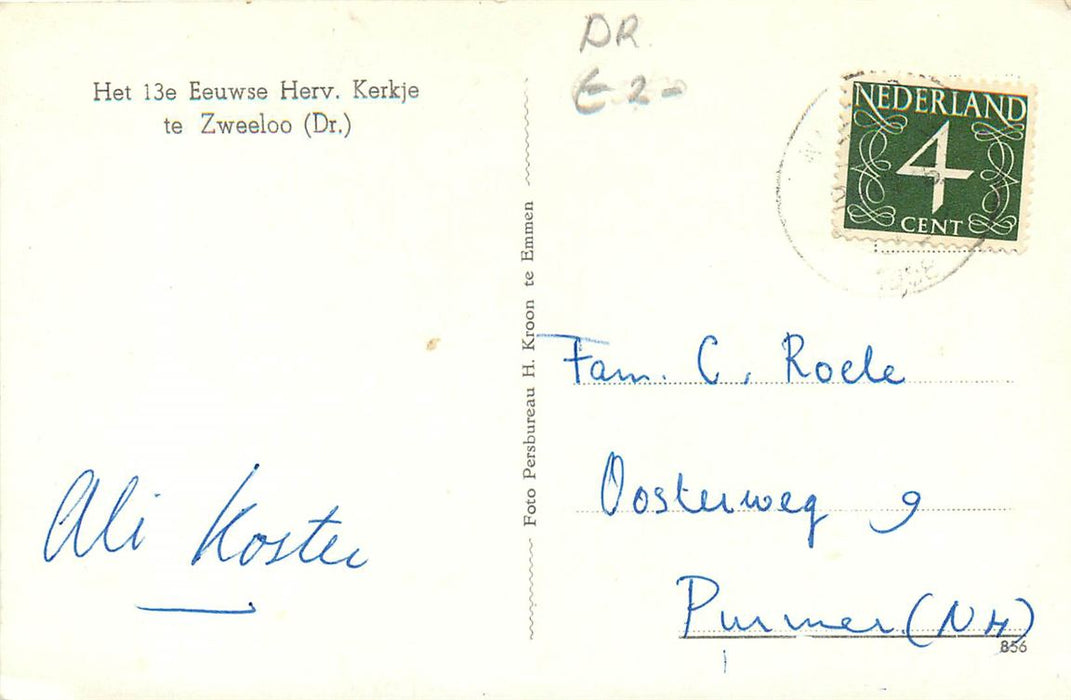 Het 13e Eeuwse Herv. Kerkje
te Zweeloo (Dr.)
DR.
€ 2-
NEDERLAND
4
CENT
Foto Persbureau H. Kroon te Emmen
Fam. C. Roele
Oosterweg 9
Purmer (NH)
856
Ali Koster